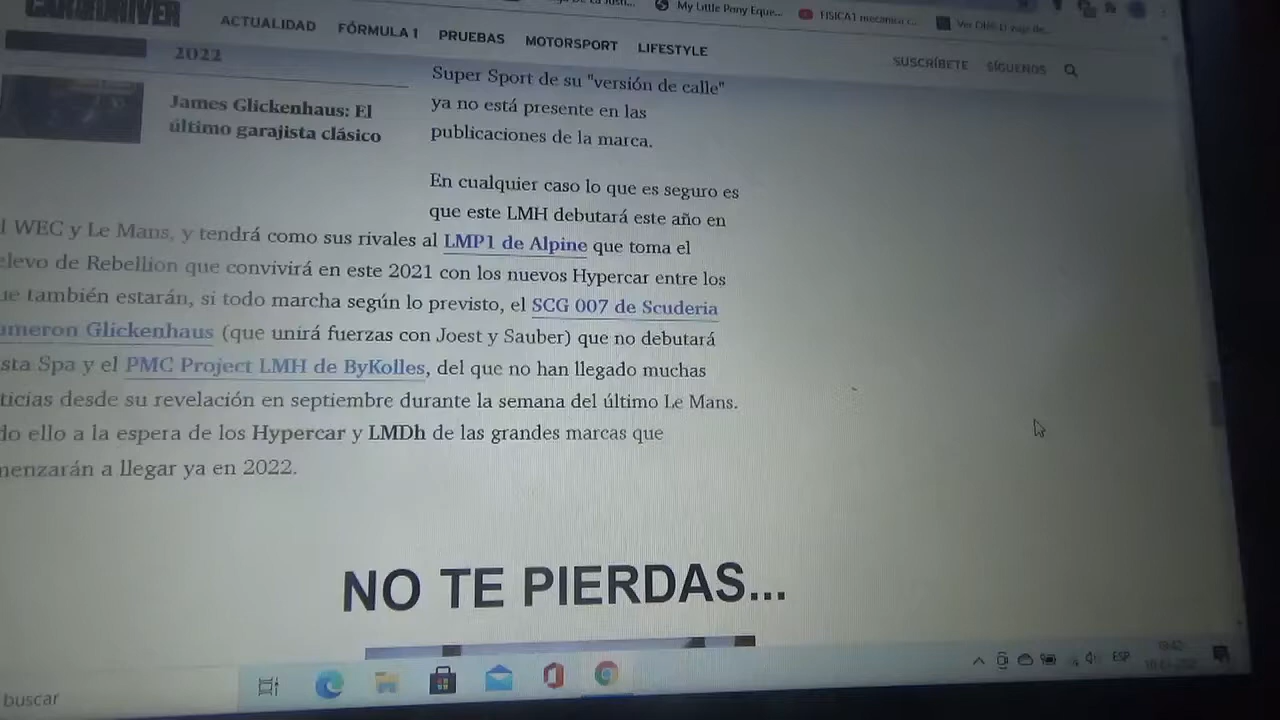 CAR&DRIVER
ACTUALIDAD FÓRMULA 1 PRUEBAS MOTORSPORT LIFESTYLE
SUSCRÍBETE SÍGUENOS
My Little Pony Eque...
2022
James Glickenhaus: El
último garajista clásico
Super Sport de su "versión de calle"
ya no está presente en las
publicaciones de la marca.
En cualquier caso lo que es seguro es
que este LMH debutará este año en
l WEC y Le Mans, y tendrá como sus rivales al LMP1 de Alpine que toma el
elevo de Rebellion que convivirá en este 2021 con los nuevos Hypercar entre los
ue también estarán, si todo marcha según lo previsto, el SCG 007 de Scuderia
ameron Glickenhaus (que unirá fuerzas con Joest y Sauber) que no debutará
sta Spa y el PMC Project LMH de ByKolles, del que no han llegado muchas
ticias desde su revelación en septiembre durante la semana del último Le Mans.
do ello a la espera de los Hypercar y LMDh de las grandes marcas que
menzarán a llegar ya en 2022.
NO TE PIERDAS...
buscar
ESP